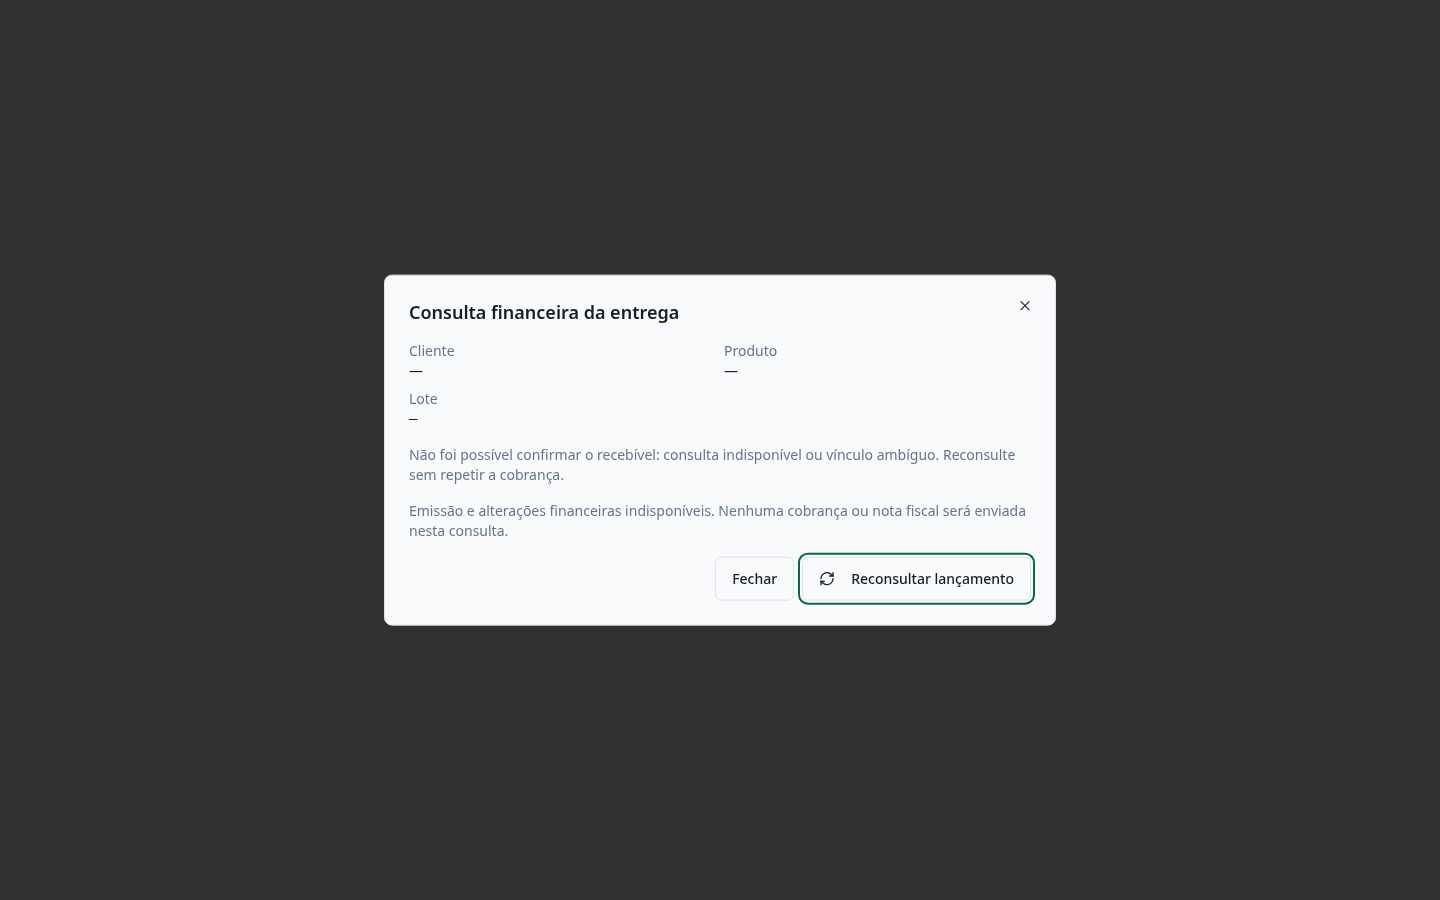 Consulta financeira da entrega
Cliente
—
Produto
—
Lote
—
Não foi possível confirmar o recebível: consulta indisponível ou vínculo ambíguo. Reconsulte
sem repetir a cobrança.
Emissão e alterações financeiras indisponíveis. Nenhuma cobrança ou nota fiscal será enviada
nesta consulta.
Fechar
Reconsultar lançamento